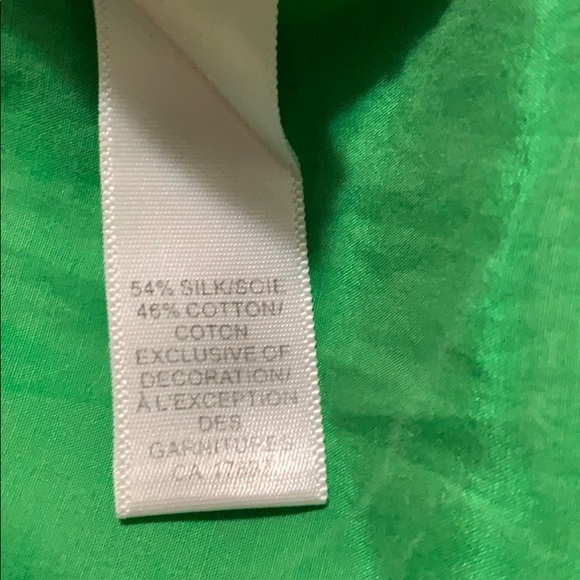 54% SILK/SOIE
46% COTTON/
COTON
EXCLUSIVE OF
DECORATION/
À L'EXCEPTION
DES
GARNITURES
CA